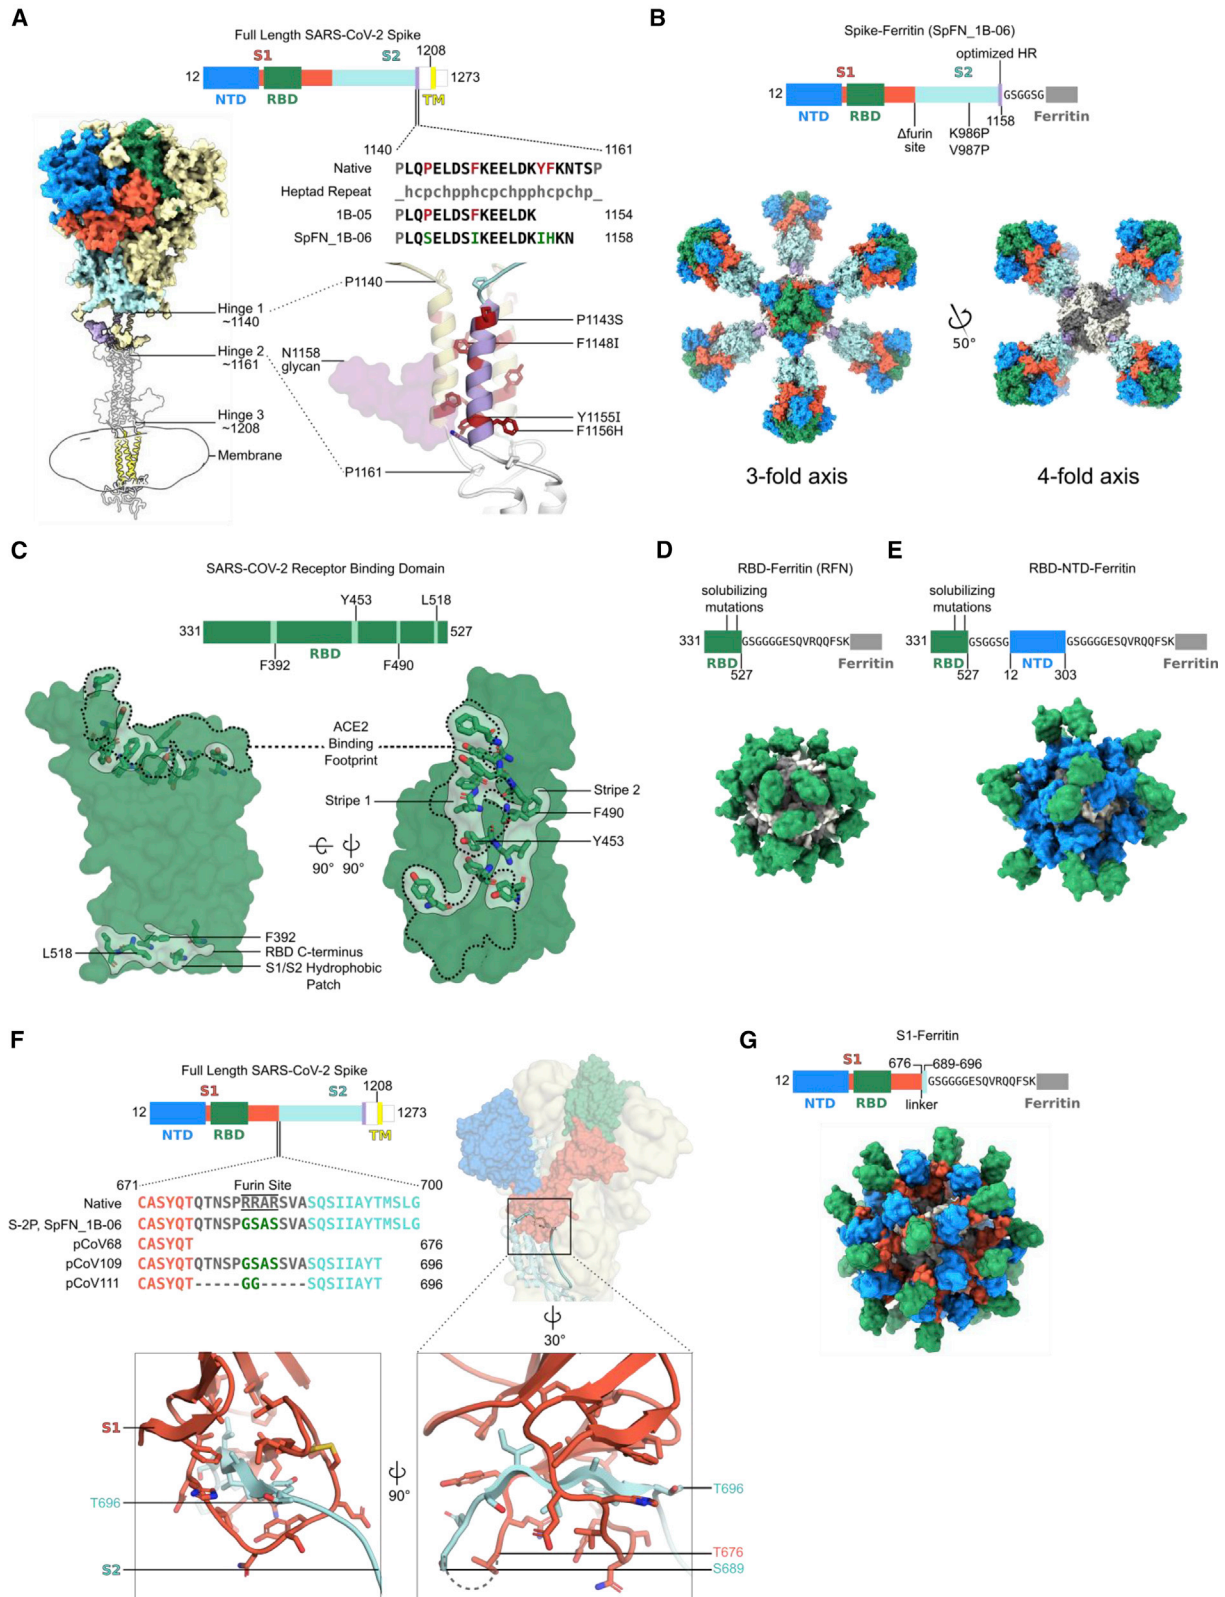 A
Full Length SARS-CoV-2 Spike
S1
S2
1208
12
1273
NTD
RBD
TM
1140
1161
Native
PLQPELDSFKEELDKYFKNTSP
Heptad Repeat
_hcpchpphcpchpphcpchp_
1B-05
PLQPELDSFKEELDK
1154
SpFN_1B-06
PLQSELDSIKEELDKIHKN
1158
Hinge 1
~1140
Hinge 2
~1161
Hinge 3
~1208
Membrane
P1140
N1158
glycan
P1161
P1143S
F1148I
Y1155I
F1156H
B
Spike-Ferritin (SpFN_1B-06)
optimized HR
S1
S2
12
GSGGSG
NTD
RBD
Δfurin
site
K986P
V987P
1158
Ferritin
50°
3-fold axis
4-fold axis
C
SARS-COV-2 Receptor Binding Domain
Y453
L518
331
527
F392
RBD
F490
ACE2
Binding
Footprint
Stripe 1
Stripe 2
F490
Y453
90° 90°
L518
F392
RBD C-terminus
S1/S2 Hydrophobic
Patch
D
RBD-Ferritin (RFN)
solubilizing
mutations
331
GSGGGGESQVRQQFSK
RBD
527
Ferritin
E
RBD-NTD-Ferritin
solubilizing
mutations
331
GSGGSG
GSGGGGESQVRQQFSK
RBD
527
12
NTD
303
Ferritin
F
Full Length SARS-CoV-2 Spike
S1
S2
1208
12
1273
NTD
RBD
TM
671
Furin Site
700
Native
CASYQTQTNSPRRARSVASQSIIAYTMSLG
S-2P, SpFN_1B-06
CASYQTQTNSPGSASSVASQSIIAYTMSLG
pCoV68
CASYQT
676
pCoV109
CASYQTQTNSPGSASSVASQSIIAYT
696
pCoV111
CASYQT-----GG-----SQSIIAYT
696
30°
S1
T696
S2
90°
T696
T676
S689
G
S1-Ferritin
S1
676
689-696
12
GSGGGGESQVRQQFSK
NTD
RBD
linker
Ferritin